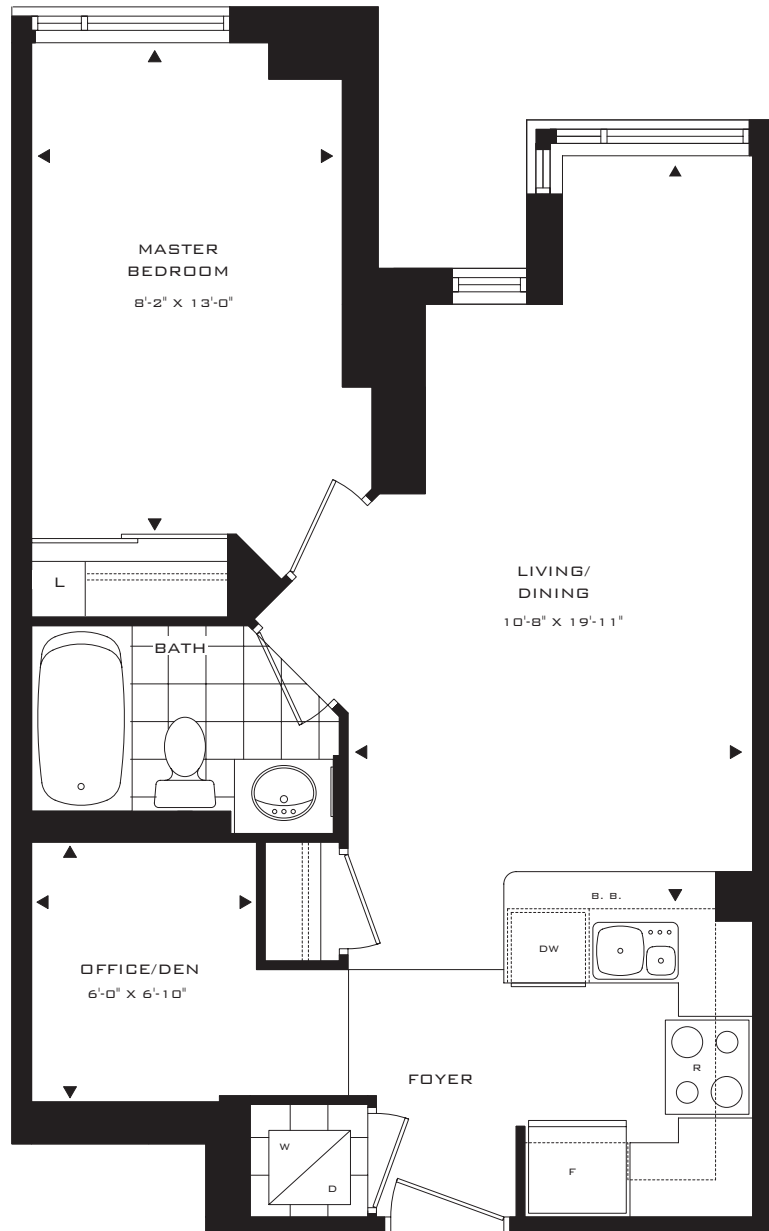 MASTER
BEDROOM
8'-2" X 13'-0"
LIVING/
DINING
10'-8" X 19'-11"
L
BATH
B. B.
DW
OFFICE/DEN
6'-0" X 6'-10"
R
FOYER
W
D
F